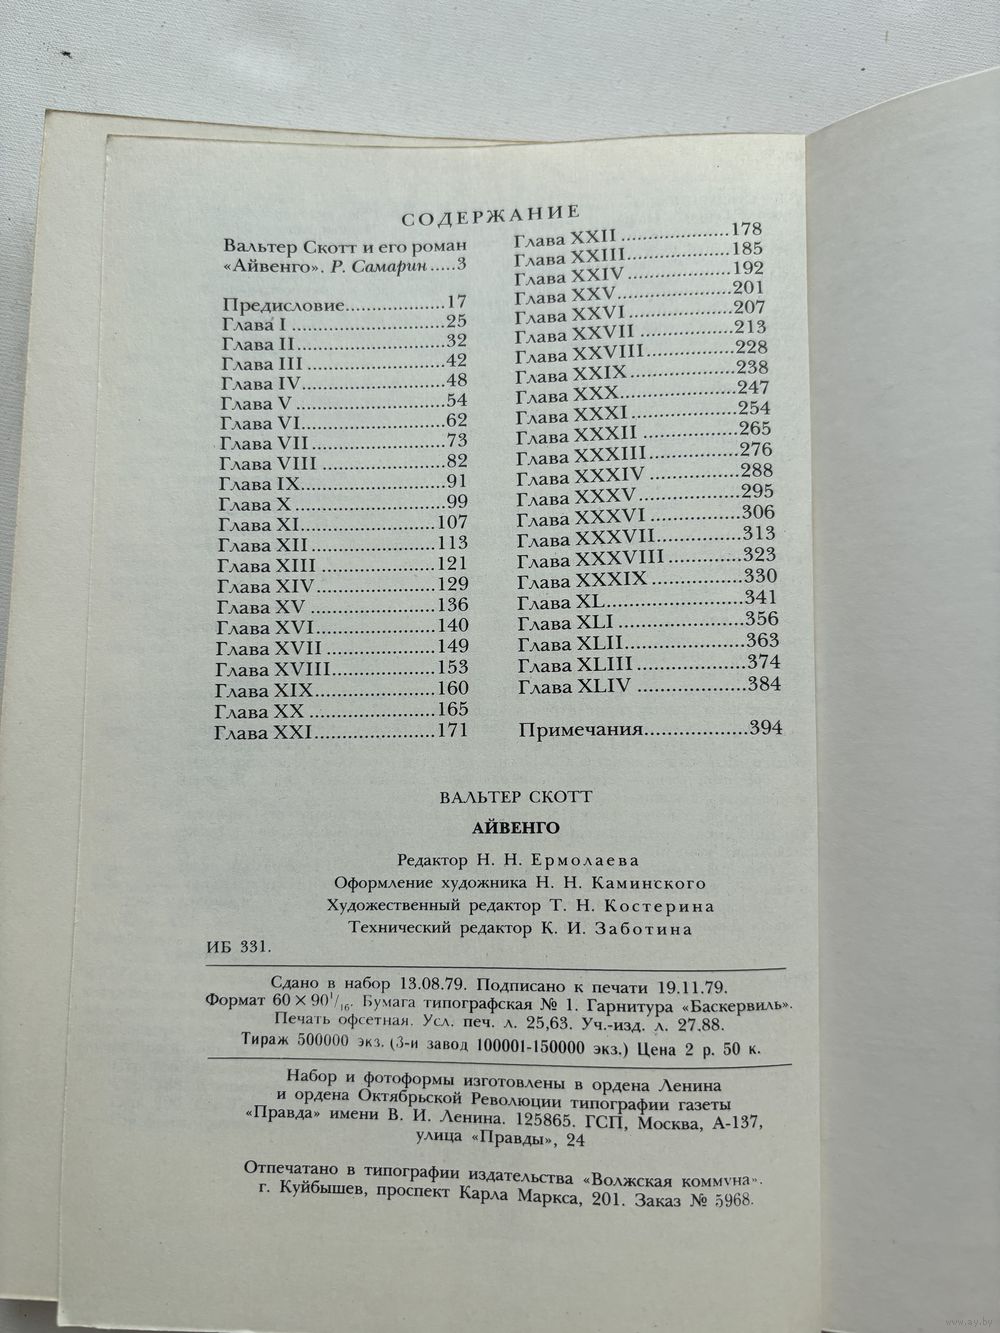 СОДЕРЖАНИЕ
Вальтер Скотт и его роман
«Айвенго». Р. Самарин.....3
Предисловие..................17
Глава I ..........................25
Глава II.........................32
Глава III .......................42
Глава IV........................48
Глава V .........................54
Глава VI........................62
Глава VII ......................73
Глава VIII .....................82
Глава IX........................91
Глава X .........................99
Глава XI.......................107
Глава XII .....................113
Глава XIII ....................121
Глава XIV ....................129
Глава XV .....................136
Глава XVI.....................140
Глава XVII ...................149
Глава XVIII..................153
Глава XIX.....................160
Глава XX .....................165
Глава XXI.....................171
Глава XXII ...................178
Глава XXIII..................185
Глава XXIV ..................192
Глава XXV....................201
Глава XXVI ..................207
Глава XXVII .................213
Глава XXVIII................228
Глава XXIX...................238
Глава XXX....................247
Глава XXXI ..................254
Глава XXXII .................265
Глава XXXIII................276
Глава XXXIV ................288
Глава XXXV .................295
Глава XXXVI ................306
Глава XXXVII...............313
Глава XXXVIII .............323
Глава XXXIX ................330
Глава XL.......................341
Глава XLI .....................356
Глава XLII....................363
Глава XLIII ..................374
Глава XLIV ..................384
Примечания..................394
ВАЛЬТЕР СКОТТ
АЙВЕНГО
Редактор Н. Н. Ермолаева
Оформление художника Н. Н. Каминского
Художественный редактор Т. Н. Костерина
Технический редактор К. И. Заботина
ИБ 331.
Сдано в набор 13.08.79. Подписано к печати 19.11.79.
Формат 60×90¹/₁₆. Бумага типографская № 1. Гарнитура «Баскервиль».
Печать офсетная. Усл. печ. л. 25,63. Уч.-изд. л. 27.88.
Тираж 500000 экз. (3-й завод 100001-150000 экз.) Цена 2 р. 50 к.
Набор и фотоформы изготовлены в ордена Ленина
и ордена Октябрьской Революции типографии газеты
«Правда» имени В. И. Ленина. 125865. ГСП, Москва, А-137,
улица «Правды», 24
Отпечатано в типографии издательства «Волжская коммуна».
г. Куйбышев, проспект Карла Маркса, 201. Заказ № 5968.
www.ay.by